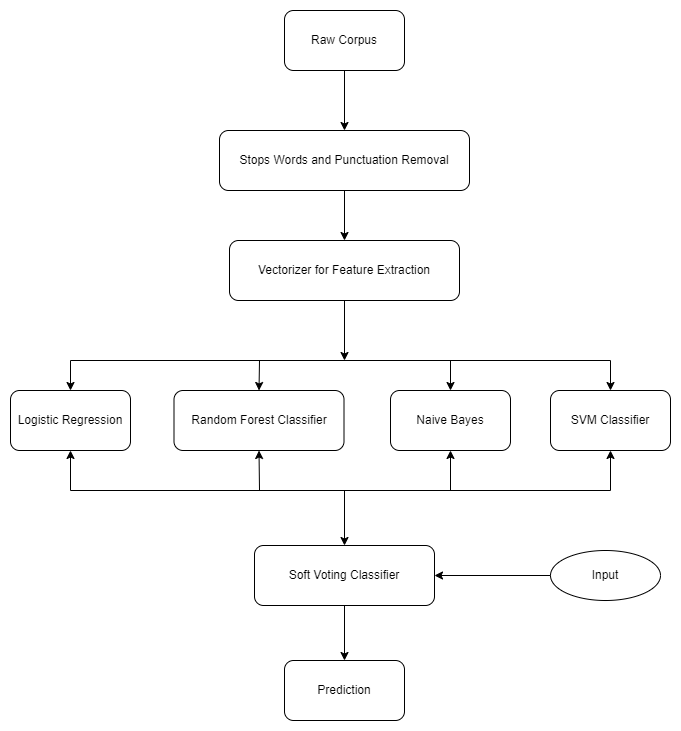 Raw Corpus
Stops Words and Punctuation Removal
Vectorizer for Feature Extraction
Logistic Regression
Random Forest Classifier
Naive Bayes
SVM Classifier
Soft Voting Classifier
Input
Prediction